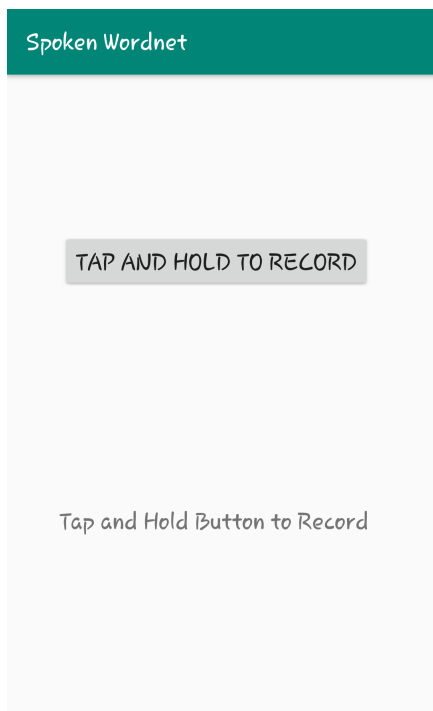 Spoken Wordnet
TAP AND HOLD TO RECORD
Tap and Hold Button to Record